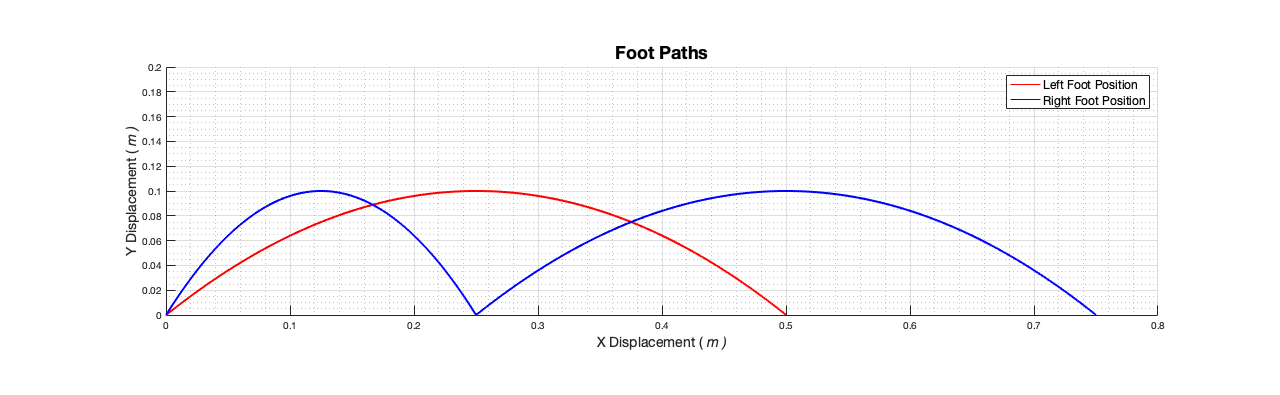 Foot Paths
0.2
0.18
0.16
0.14
0.12
0.1
0.08
0.06
0.04
0.02
0
Y Displacement ( m )
Left Foot Position
Right Foot Position
0 0.1 0.2 0.3 0.4 0.5 0.6 0.7 0.8
X Displacement ( m )